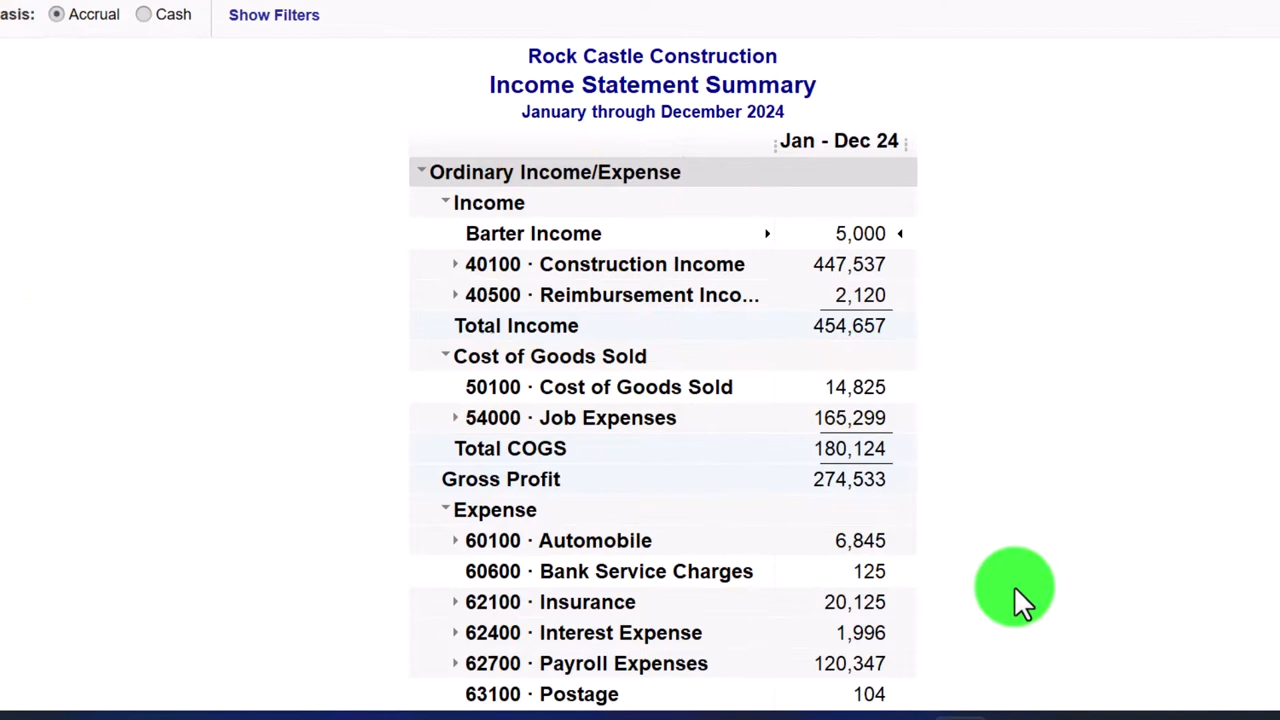 asis: Accrual Cash Show Filters
Rock Castle Construction
Income Statement Summary
January through December 2024
Jan - Dec 24
Ordinary Income/Expense
Income
Barter Income 5,000
40100 · Construction Income 447,537
40500 · Reimbursement Inco... 2,120
Total Income 454,657
Cost of Goods Sold
50100 · Cost of Goods Sold 14,825
54000 · Job Expenses 165,299
Total COGS 180,124
Gross Profit 274,533
Expense
60100 · Automobile 6,845
60600 · Bank Service Charges 125
62100 · Insurance 20,125
62400 · Interest Expense 1,996
62700 · Payroll Expenses 120,347
63100 · Postage 104